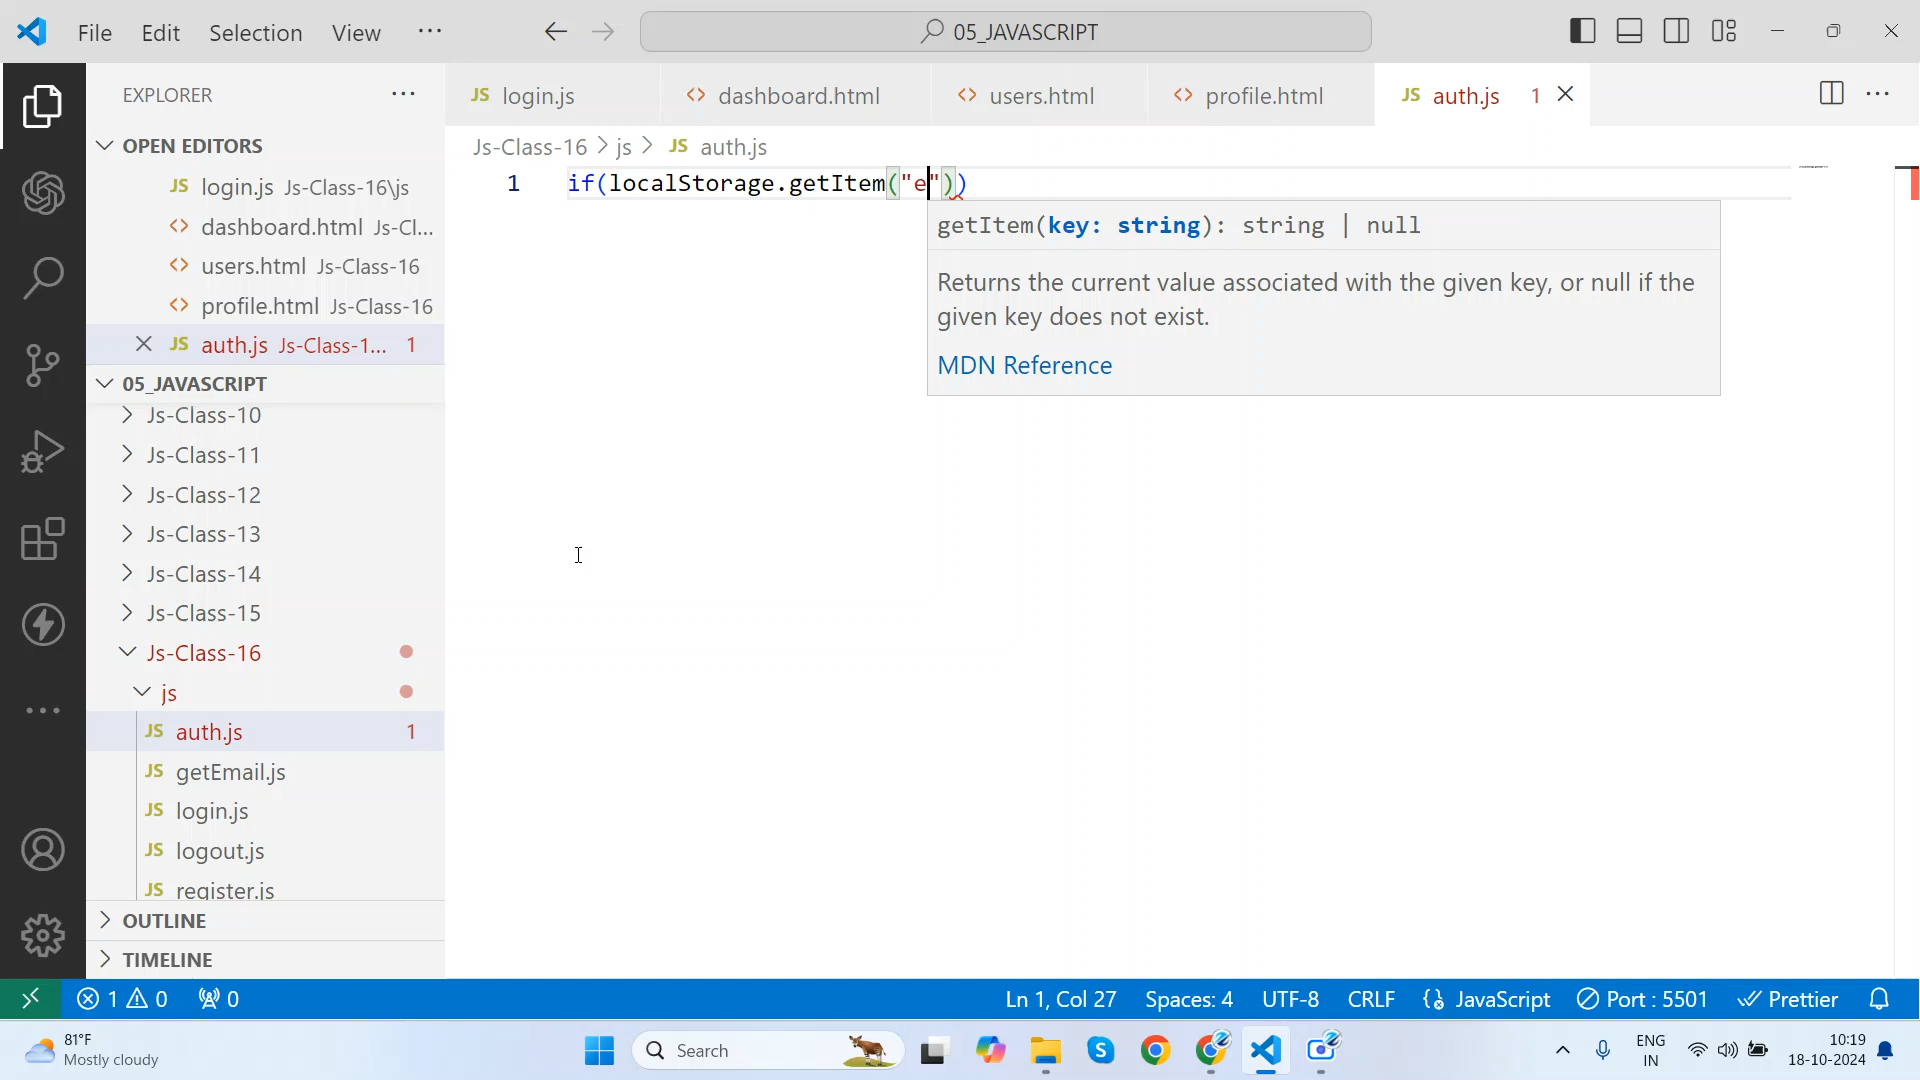 File Edit Selection View ...
05_JAVASCRIPT
EXPLORER ...
JS login.js
<> dashboard.html
<> users.html
<> profile.html
JS auth.js 1
OPEN EDITORS
JS login.js Js-Class-16\js
<> dashboard.html Js-Cl...
<> users.html Js-Class-16
<> profile.html Js-Class-16
JS auth.js Js-Class-1... 1
Js-Class-16 > js > JS auth.js
1 if(localStorage.getItem("e"))
getItem(key: string): string | null
Returns the current value associated with the given key, or null if the
given key does not exist.
MDN Reference
05_JAVASCRIPT
Js-Class-10
Js-Class-11
Js-Class-12
Js-Class-13
Js-Class-14
Js-Class-15
Js-Class-16
js
JS auth.js 1
JS getEmail.js
JS login.js
JS logout.js
JS register.js
OUTLINE
TIMELINE
1 0 0
Ln 1, Col 27 Spaces: 4 UTF-8 CRLF JavaScript Port : 5501 Prettier
81°F
Mostly cloudy
Search
ENG
IN
10:19
18-10-2024